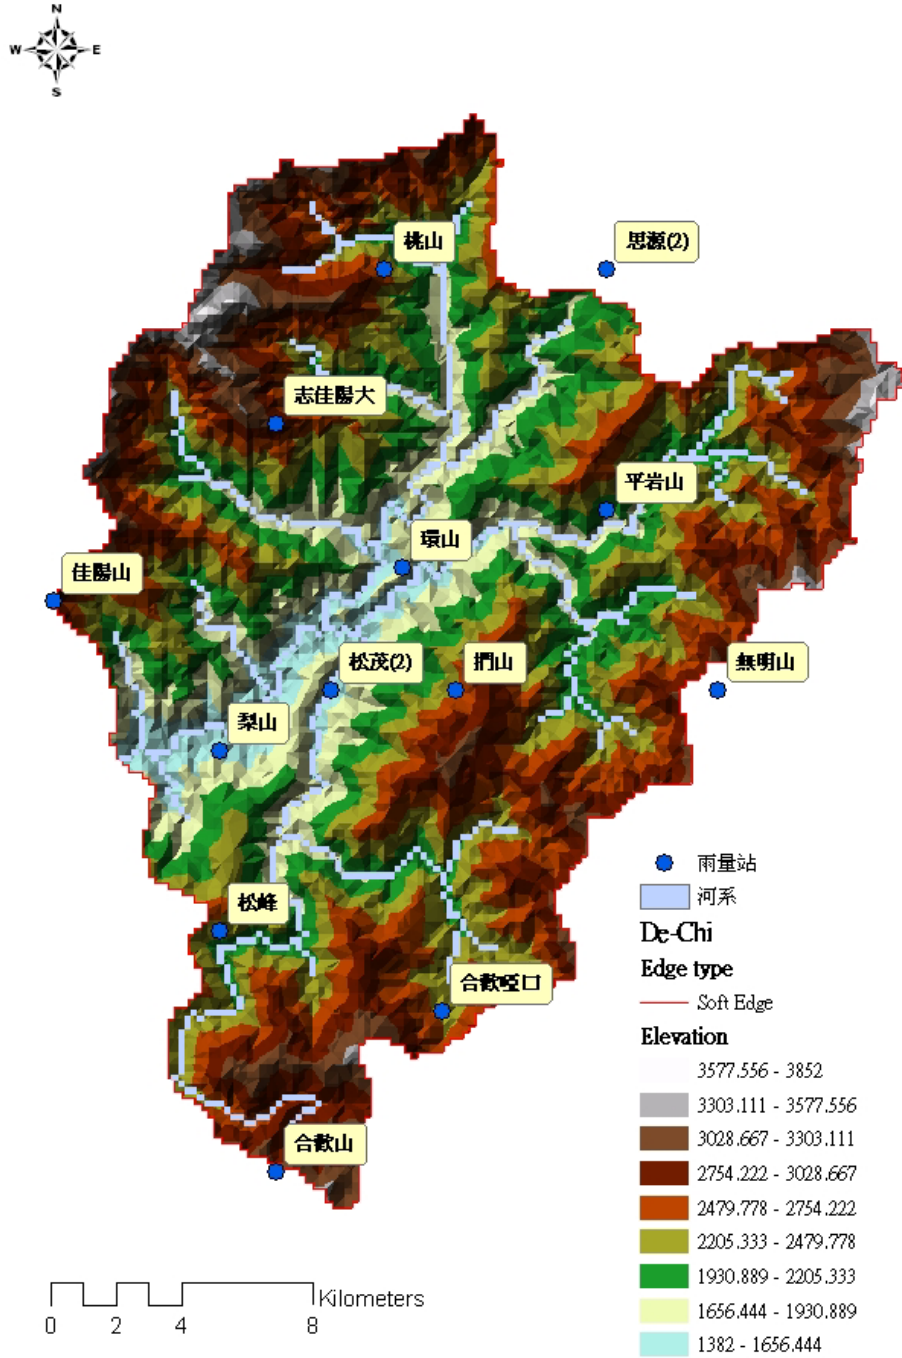 N
W E
S
桃山
思源(2)
志佳陽大
平岩山
環山
佳陽山
松茂(2)
捫山
無明山
梨山
松峰
合歡啞口
合歡山
雨量站
河系
De-Chi
Edge type
Soft Edge
Elevation
3577.556 - 3852
3303.111 - 3577.556
3028.667 - 3303.111
2754.222 - 3028.667
2479.778 - 2754.222
2205.333 - 2479.778
1930.889 - 2205.333
1656.444 - 1930.889
1382 - 1656.444
Kilometers
0 2 4 8